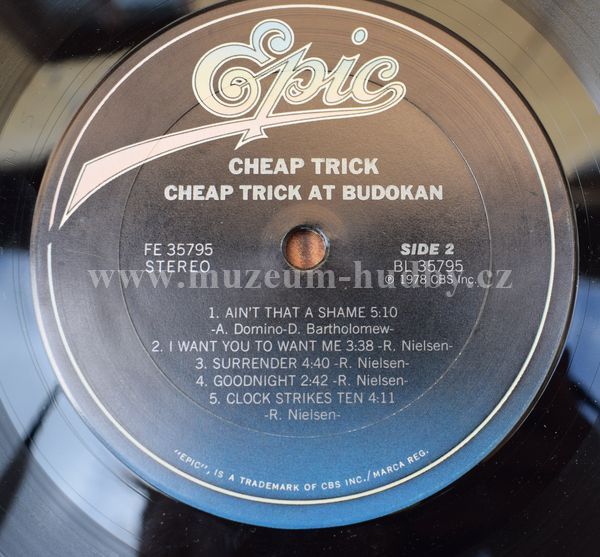 Epic
CHEAP TRICK
CHEAP TRICK AT BUDOKAN
FE 35795
STEREO
SIDE 2
BL 35795
℗ 1978 CBS Inc.
www.muzeum-hudby.cz
1. AIN'T THAT A SHAME 5:10
-A. Domino-D. Bartholomew-
2. I WANT YOU TO WANT ME 3:38 -R. Nielsen-
3. SURRENDER 4:40 -R. Nielsen-
4. GOODNIGHT 2:42 -R. Nielsen-
5. CLOCK STRIKES TEN 4:11
-R. Nielsen-
"EPIC", IS A TRADEMARK OF CBS INC./MARCA REG.